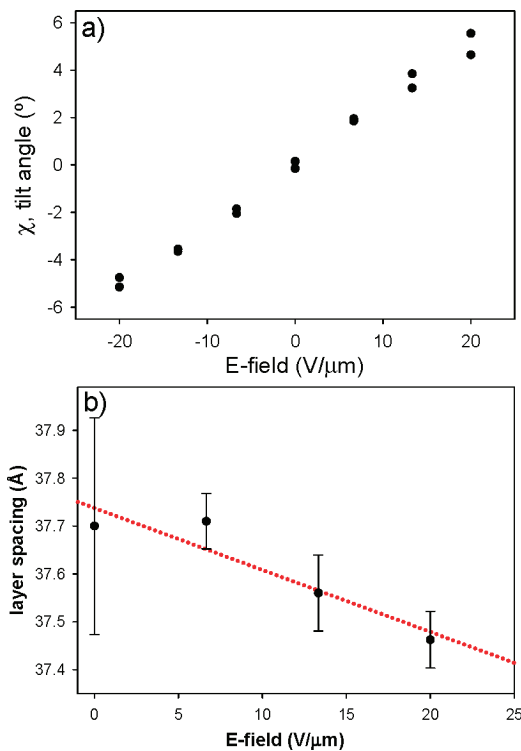 a)
6
4
2
0
-2
-4
-6
χ, tilt angle (º)
-20 -10 0 10 20
E-field (V/μm)
b)
37.9
37.8
37.7
37.6
37.5
37.4
layer spacing (Å)
0 5 10 15 20 25
E-field (V/μm)